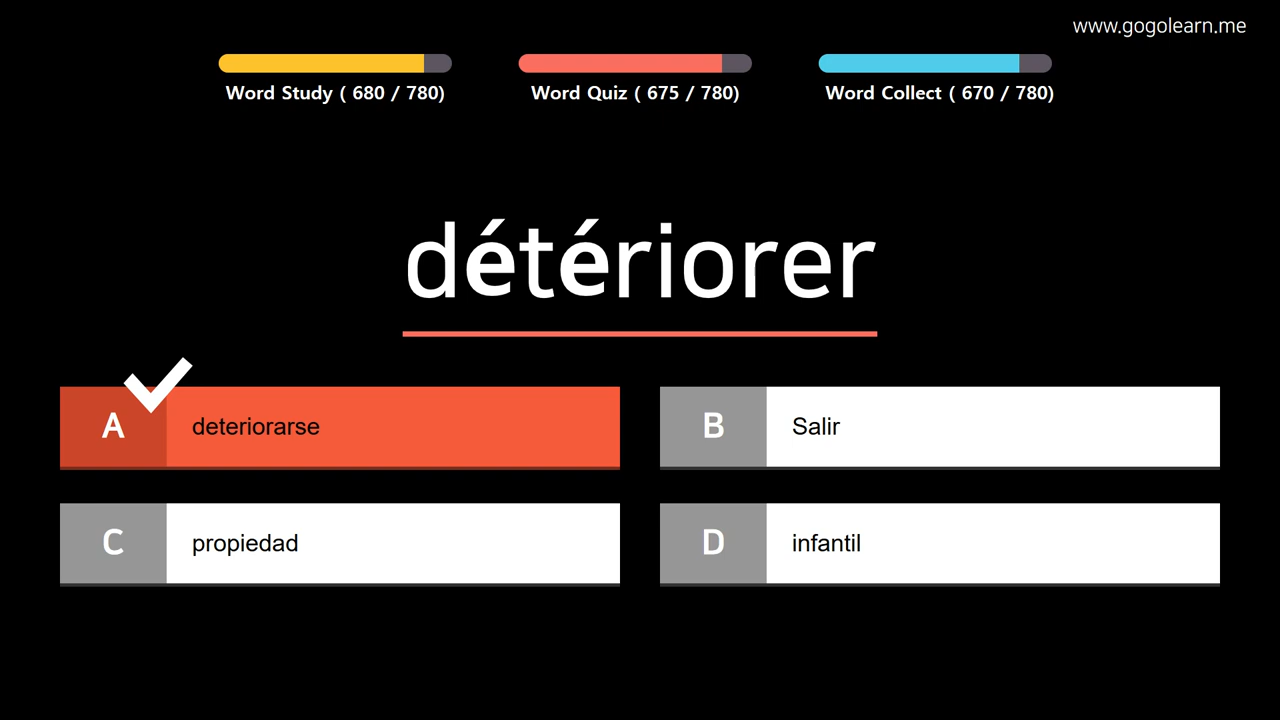 www.gogolearn.me
Word Study ( 680 / 780)
Word Quiz ( 675 / 780)
Word Collect ( 670 / 780)
détériorer
A deteriorarse
B Salir
C propiedad
D infantil